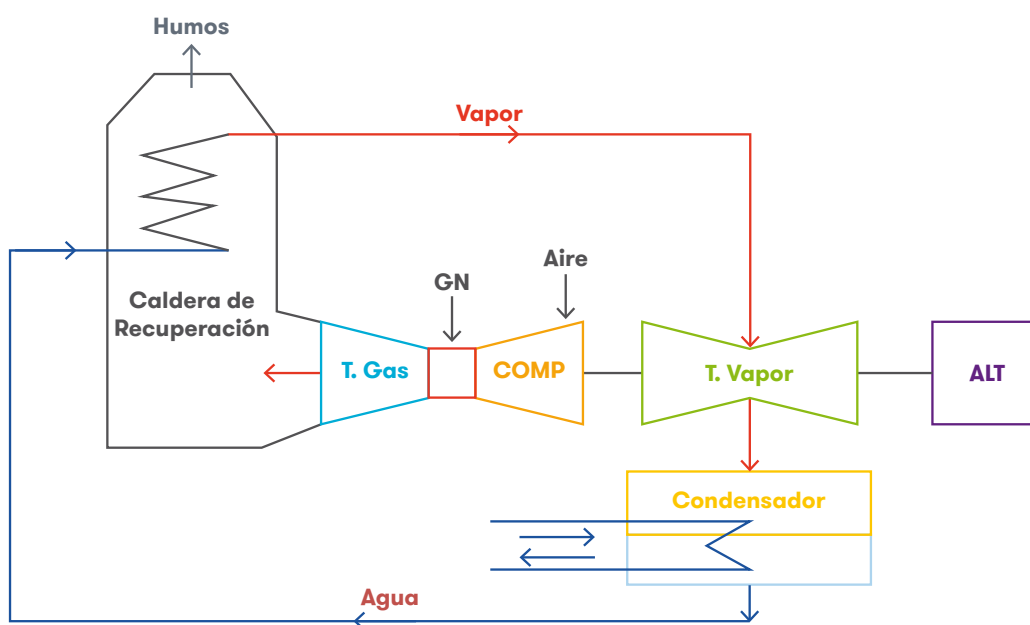 Humos
Vapor
Aire
GN
Caldera de
Recuperación
T. Gas
COMP
T. Vapor
ALT
Condensador
Agua